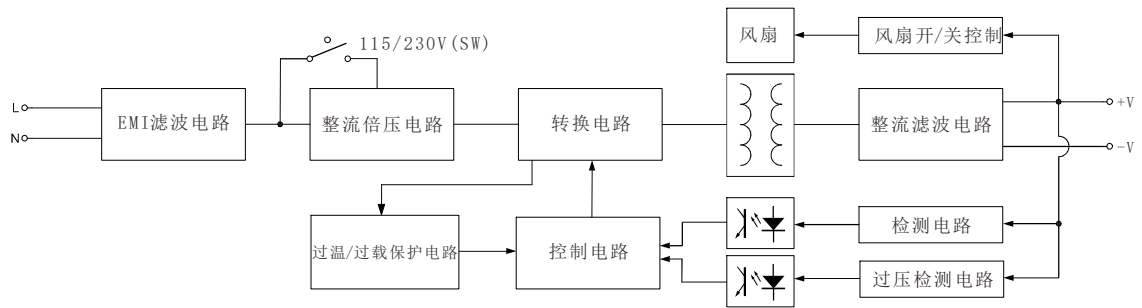 风扇
风扇开/关控制
115/230V(SW)
L
N
EMI滤波电路
整流倍压电路
转换电路
整流滤波电路
+V
-V
过温/过载保护电路
控制电路
检测电路
过压检测电路